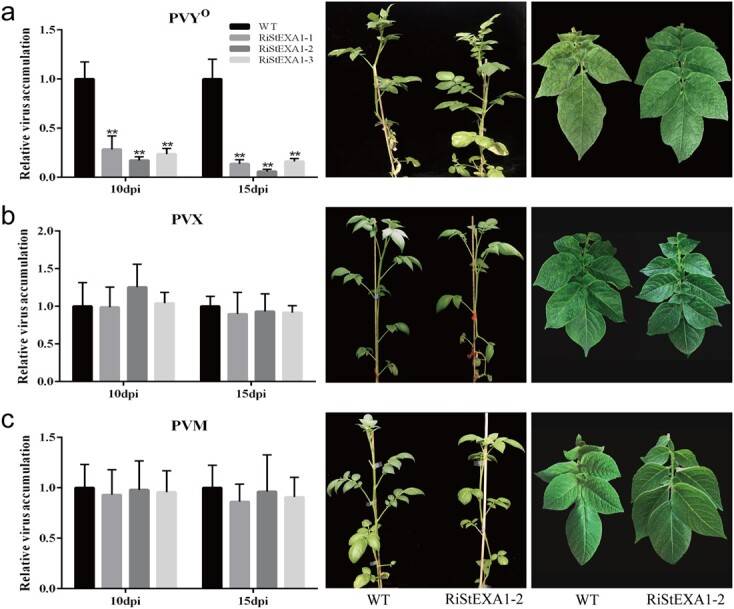 a
PVYᴼ
WT
RiStEXA1-1
RiStEXA1-2
RiStEXA1-3
Relative virus accumulation
1.5
1.0
0.5
0.0
** ** **
** ** **
10dpi 15dpi
b
PVX
Relative virus accumulation
2.0
1.5
1.0
0.5
0.0
10dpi 15dpi
c
PVM
Relative virus accumulation
1.5
1.0
0.5
0.0
10dpi 15dpi
WT RiStEXA1-2 WT RiStEXA1-2